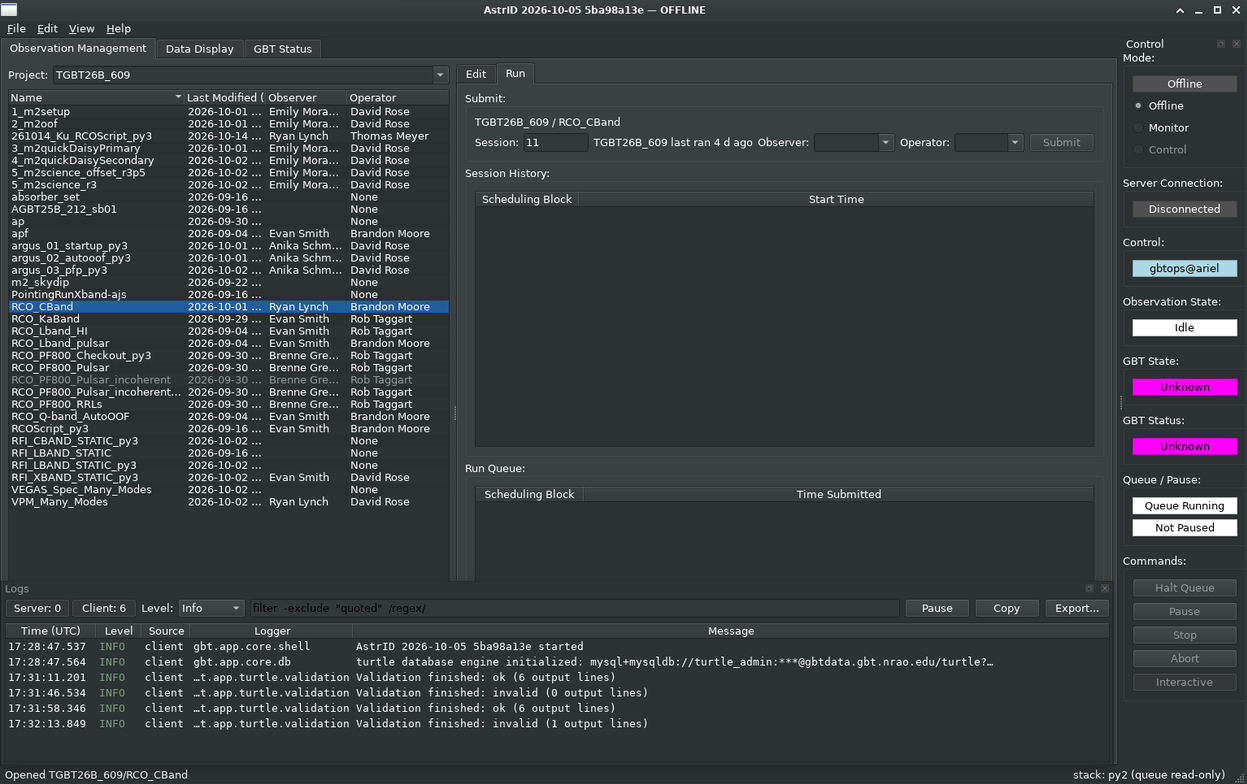 AstrID 2026-10-05 5ba98a13e — OFFLINE
File Edit View Help
Observation Management Data Display GBT Status
Project: TGBT26B_609
Name Last Modified ( Observer Operator
1_m2setup 2026-10-01 ... Emily Mora... David Rose
2_m2oof 2026-10-01 ... Emily Mora... David Rose
261014_Ku_RCOScript_py3 2026-10-14 ... Ryan Lynch Thomas Meyer
3_m2quickDaisyPrimary 2026-10-01 ... Emily Mora... David Rose
4_m2quickDaisySecondary 2026-10-02 ... Emily Mora... David Rose
5_m2science_offset_r3p5 2026-10-02 ... Emily Mora... David Rose
5_m2science_r3 2026-10-02 ... Emily Mora... David Rose
absorber_set 2026-09-16 ... None
AGBT25B_212_sb01 2026-09-16 ... None
ap 2026-09-30 ... None
apf 2026-09-04 ... Evan Smith Brandon Moore
argus_01_startup_py3 2026-10-01 ... Anika Schm... David Rose
argus_02_autooof_py3 2026-10-01 ... Anika Schm... David Rose
argus_03_pfp_py3 2026-10-02 ... Anika Schm... David Rose
m2_skydip 2026-09-22 ... None
PointingRunXband-ajs 2026-09-16 ... None
RCO_CBand 2026-10-01 ... Ryan Lynch Brandon Moore
RCO_KaBand 2026-09-29 ... Evan Smith Rob Taggart
RCO_Lband_HI 2026-09-04 ... Evan Smith Rob Taggart
RCO_Lband_pulsar 2026-09-04 ... Evan Smith Brandon Moore
RCO_PF800_Checkout_py3 2026-09-30 ... Brenne Gre... Rob Taggart
RCO_PF800_Pulsar 2026-09-30 ... Brenne Gre... Rob Taggart
RCO_PF800_Pulsar_incoherent 2026-09-30 ... Brenne Gre... Rob Taggart
RCO_PF800_Pulsar_incoherent... 2026-09-30 ... Brenne Gre... Rob Taggart
RCO_PF800_RRLs 2026-09-30 ... Brenne Gre... Rob Taggart
RCO_Q-band_AutoOOF 2026-09-04 ... Evan Smith Brandon Moore
RCOScript_py3 2026-09-16 ... Evan Smith Brandon Moore
RFI_CBAND_STATIC_py3 2026-10-02 ... None
RFI_LBAND_STATIC 2026-09-16 ... None
RFI_LBAND_STATIC_py3 2026-10-02 ... None
RFI_XBAND_STATIC_py3 2026-10-02 ... Evan Smith David Rose
VEGAS_Spec_Many_Modes 2026-10-02 ... None
VPM_Many_Modes 2026-10-02 ... Ryan Lynch David Rose
Edit Run
Submit:
TGBT26B_609 / RCO_CBand
Session: 11 TGBT26B_609 last ran 4 d ago Observer: Operator: Submit
Session History:
Scheduling Block Start Time
Run Queue:
Scheduling Block Time Submitted
Control
Mode:
Offline
Offline
Monitor
Control
Server Connection:
Disconnected
Control:
gbtops@ariel
Observation State:
Idle
GBT State:
Unknown
GBT Status:
Unknown
Queue / Pause:
Queue Running
Not Paused
Commands:
Halt Queue
Pause
Stop
Abort
Interactive
Logs
Server: 0 Client: 6 Level: Info filter -exclude "quoted" /regex/ Pause Copy Export...
Time (UTC) Level Source Logger Message
17:28:47.537 INFO client gbt.app.core.shell AstrID 2026-10-05 5ba98a13e started
17:28:47.564 INFO client gbt.app.core.db turtle database engine initialized: mysql+mysqldb://turtle_admin:***@gbtdata.gbt.nrao.edu/turtle?…
17:31:11.201 INFO client …t.app.turtle.validation Validation finished: ok (6 output lines)
17:31:46.534 INFO client …t.app.turtle.validation Validation finished: invalid (0 output lines)
17:31:58.346 INFO client …t.app.turtle.validation Validation finished: ok (6 output lines)
17:32:13.849 INFO client …t.app.turtle.validation Validation finished: invalid (1 output lines)
Opened TGBT26B_609/RCO_CBand
stack: py2 (queue read-only)